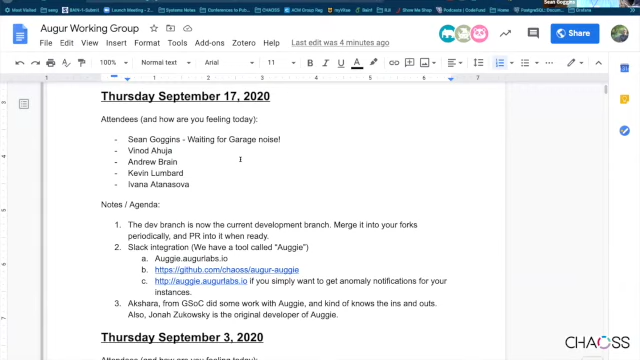 Sean Goggins
Augur Working Group
File Edit View Insert Format Tools Add-ons Zotero Help Last edit was 4 minutes ago
Share
100% Normal text Arial 11
Thursday September 17, 2020
Attendees (and how are you feeling today):
- Sean Goggins - Waiting for Garage noise!
- Vinod Ahuja
- Andrew Brain
- Kevin Lumbard
- Ivana Atanasova
Notes / Agenda:
1. The dev branch is now the current development branch. Merge it into your forks
periodically, and PR into it when ready.
2. Slack integration (We have a tool called “Auggie”)
a. Auggie.augurlabs.io
b. https://github.com/chaoss/augur-auggie
c. http://auggie.augurlabs.io if you simply want to get anomaly notifications for your
instances.
3. Akshara, from GSoC did some work with Auggie, and kind of knows the ins and outs.
Also, Jonah Zukowsky is the original developer of Auggie.
Thursday September 3, 2020
CHAOSS